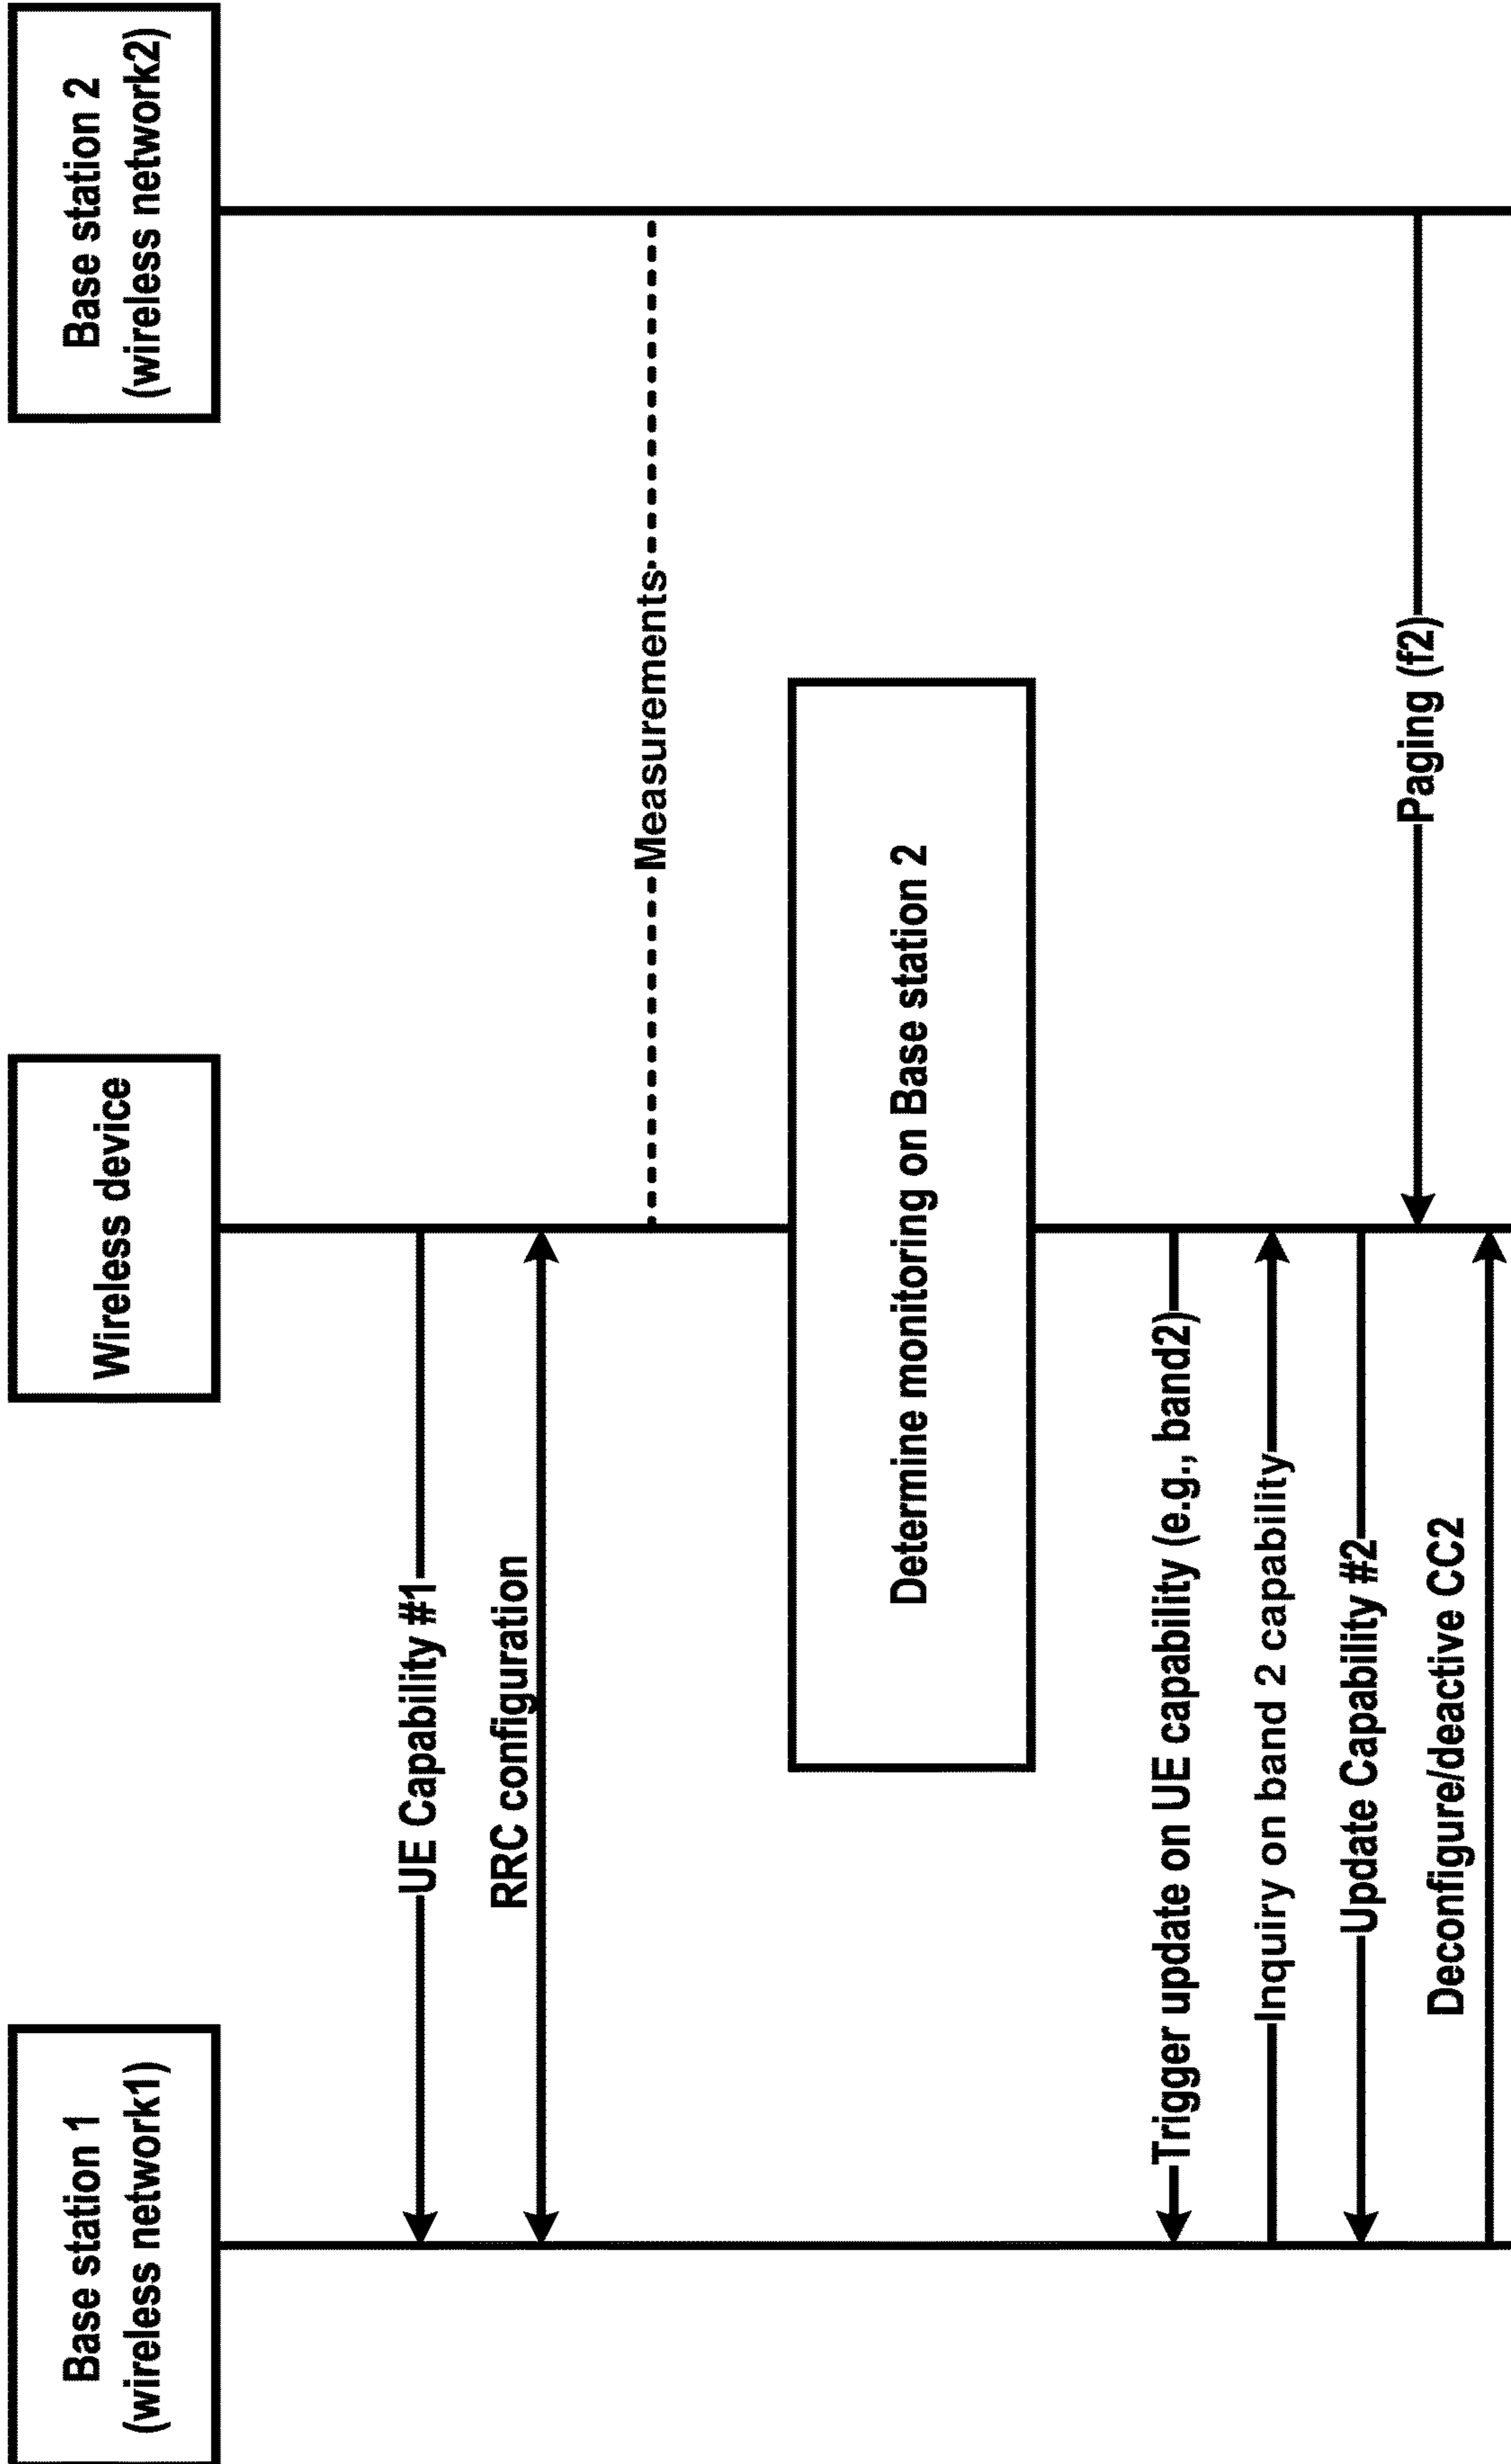 Base station 1
(wireless network1)
Wireless device
Base station 2
(wireless network2)
UE Capability #1
RRC configuration
Measurements
Determine monitoring on Base station 2
Trigger update on UE capability (e.g., band2)
Inquiry on band 2 capability
Update Capability #2
Paging (f2)
Deconfigure/deactive CC2